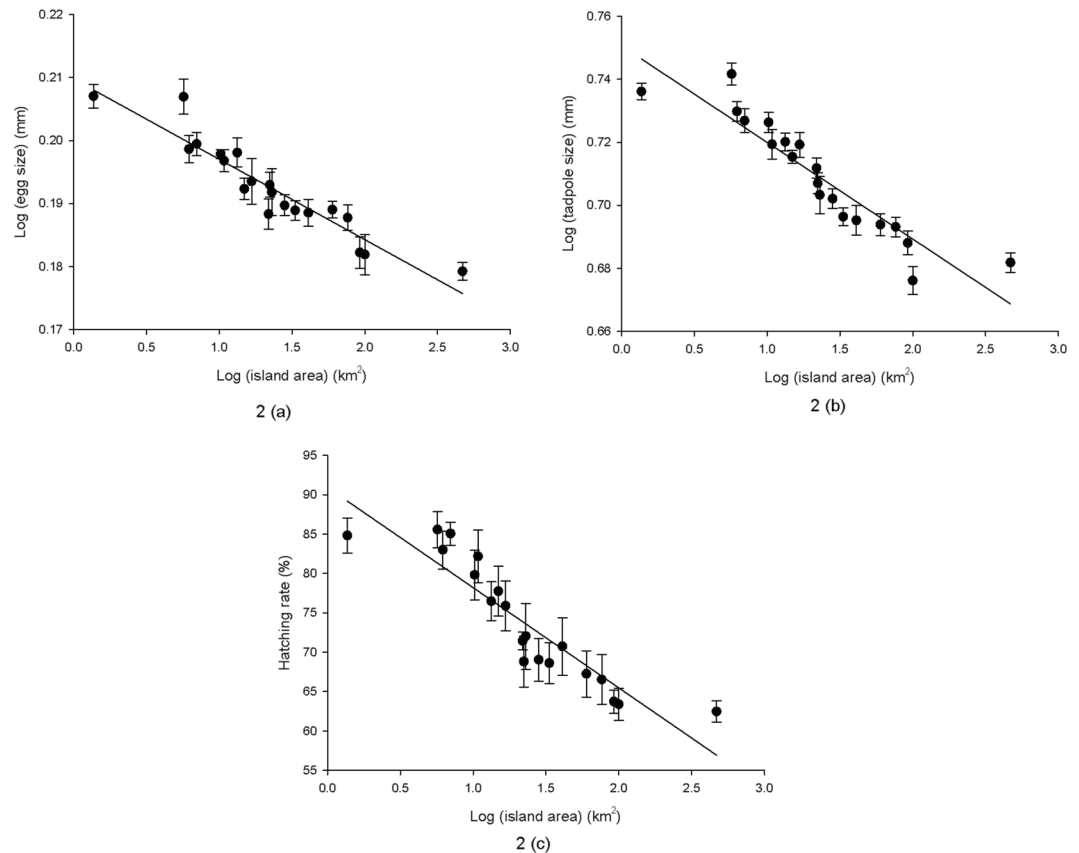 0.22
0.21
0.20
0.19
0.18
0.17
Log (egg size) (mm)
0.0 0.5 1.0 1.5 2.0 2.5 3.0
Log (island area) (km²)
2 (a)
0.76
0.74
0.72
0.70
0.68
0.66
Log (tadpole size) (mm)
0.0 0.5 1.0 1.5 2.0 2.5 3.0
Log (island area) (km²)
2 (b)
95
90
85
80
75
70
65
60
55
Hatching rate (%)
0.0 0.5 1.0 1.5 2.0 2.5 3.0
Log (island area) (km²)
2 (c)